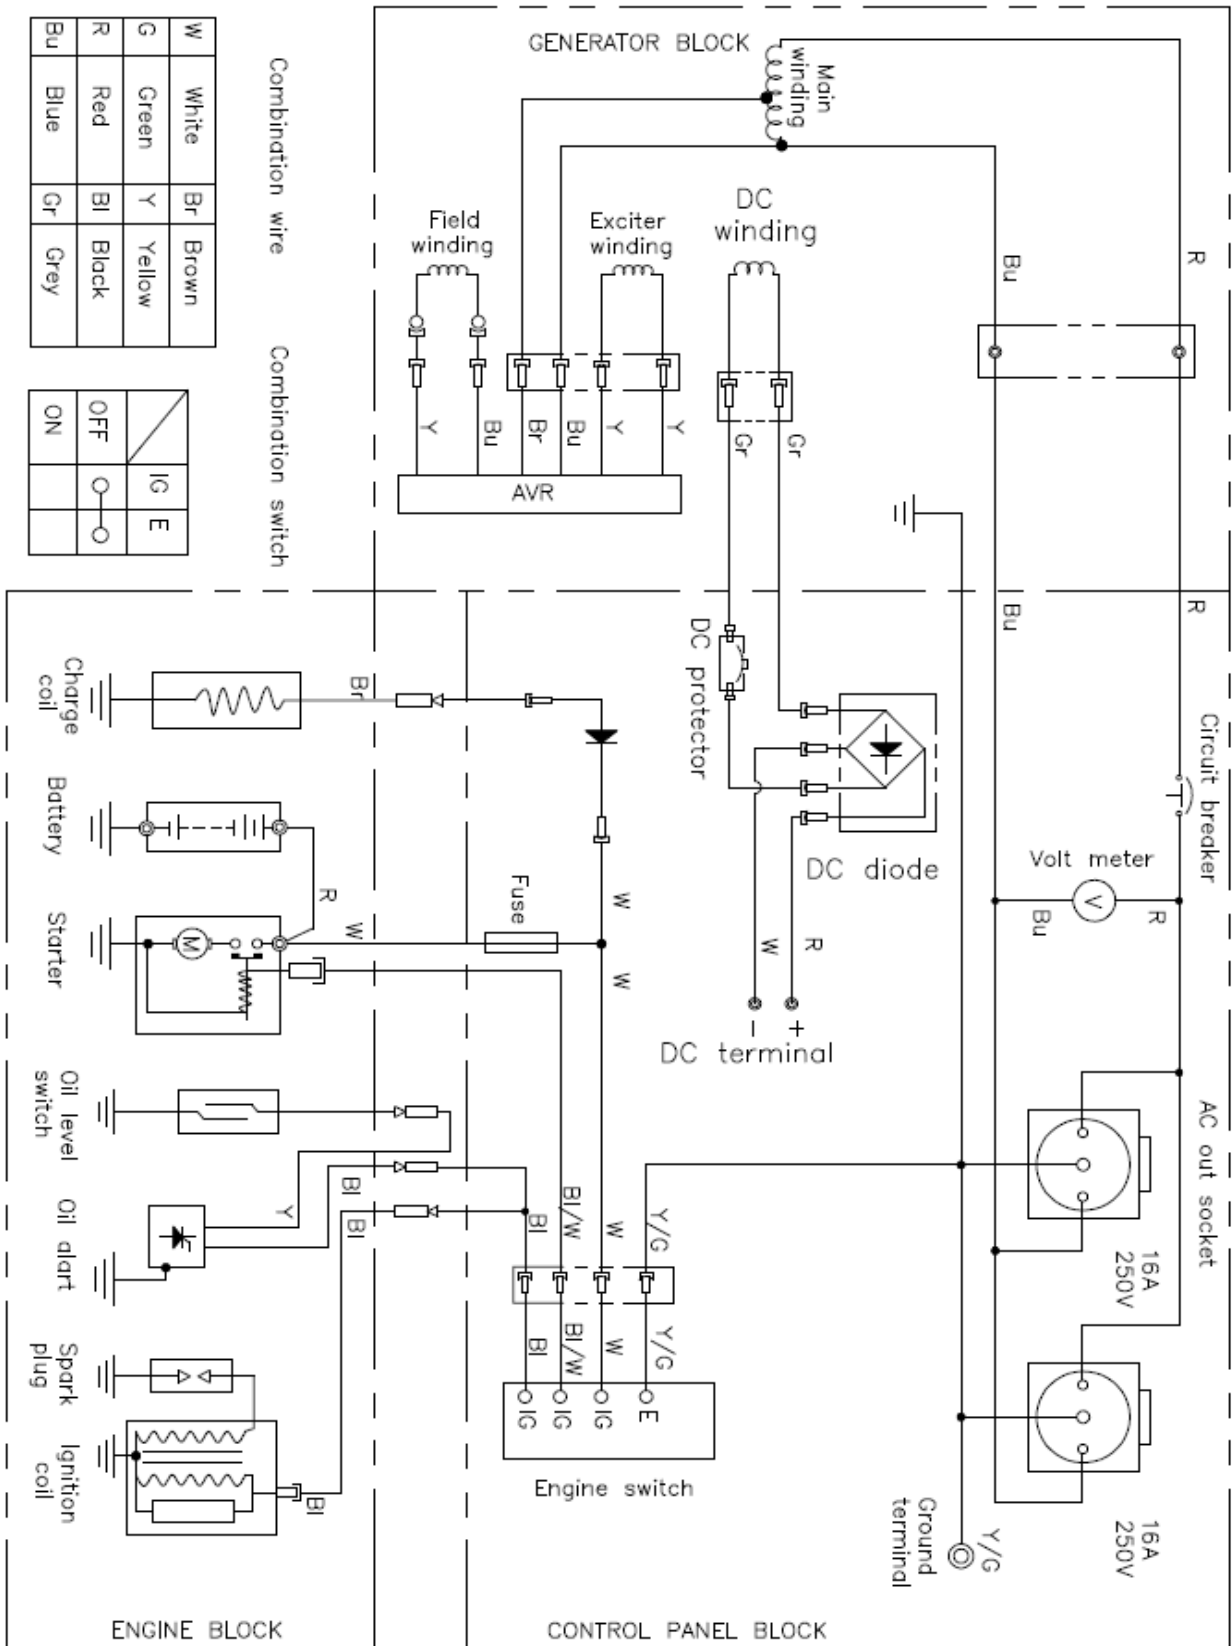 GENERATOR BLOCK
Main
winding
W White Br Brown
G Green Y Yellow
R Red Bl Black
Bu Blue Gr Grey
Combination wire
Field
winding
Exciter
winding
DC
winding
Bu
R
Y
Bu
Br
Bu
Y
Y
Gr
Gr
AVR
Combination switch
IG E
OFF
ON
Bu
R
Charge
coil
Br
DC protector
Circuit breaker
Battery
R
DC diode
Volt meter
V
Bu
R
Starter
M
W
Fuse
W
W
W
R
- +
DC terminal
Oil level
switch
AC out socket
16A
250V
Oil alart
Y
Bl
Bl
Bl
Bl/W
W
Y/G
Bl
Bl/W
W
Y/G
Spark
plug
IG
IG
IG
E
Engine switch
Ignition
coil
Bl
Ground
terminal
Y/G
16A
250V
ENGINE BLOCK
CONTROL PANEL BLOCK